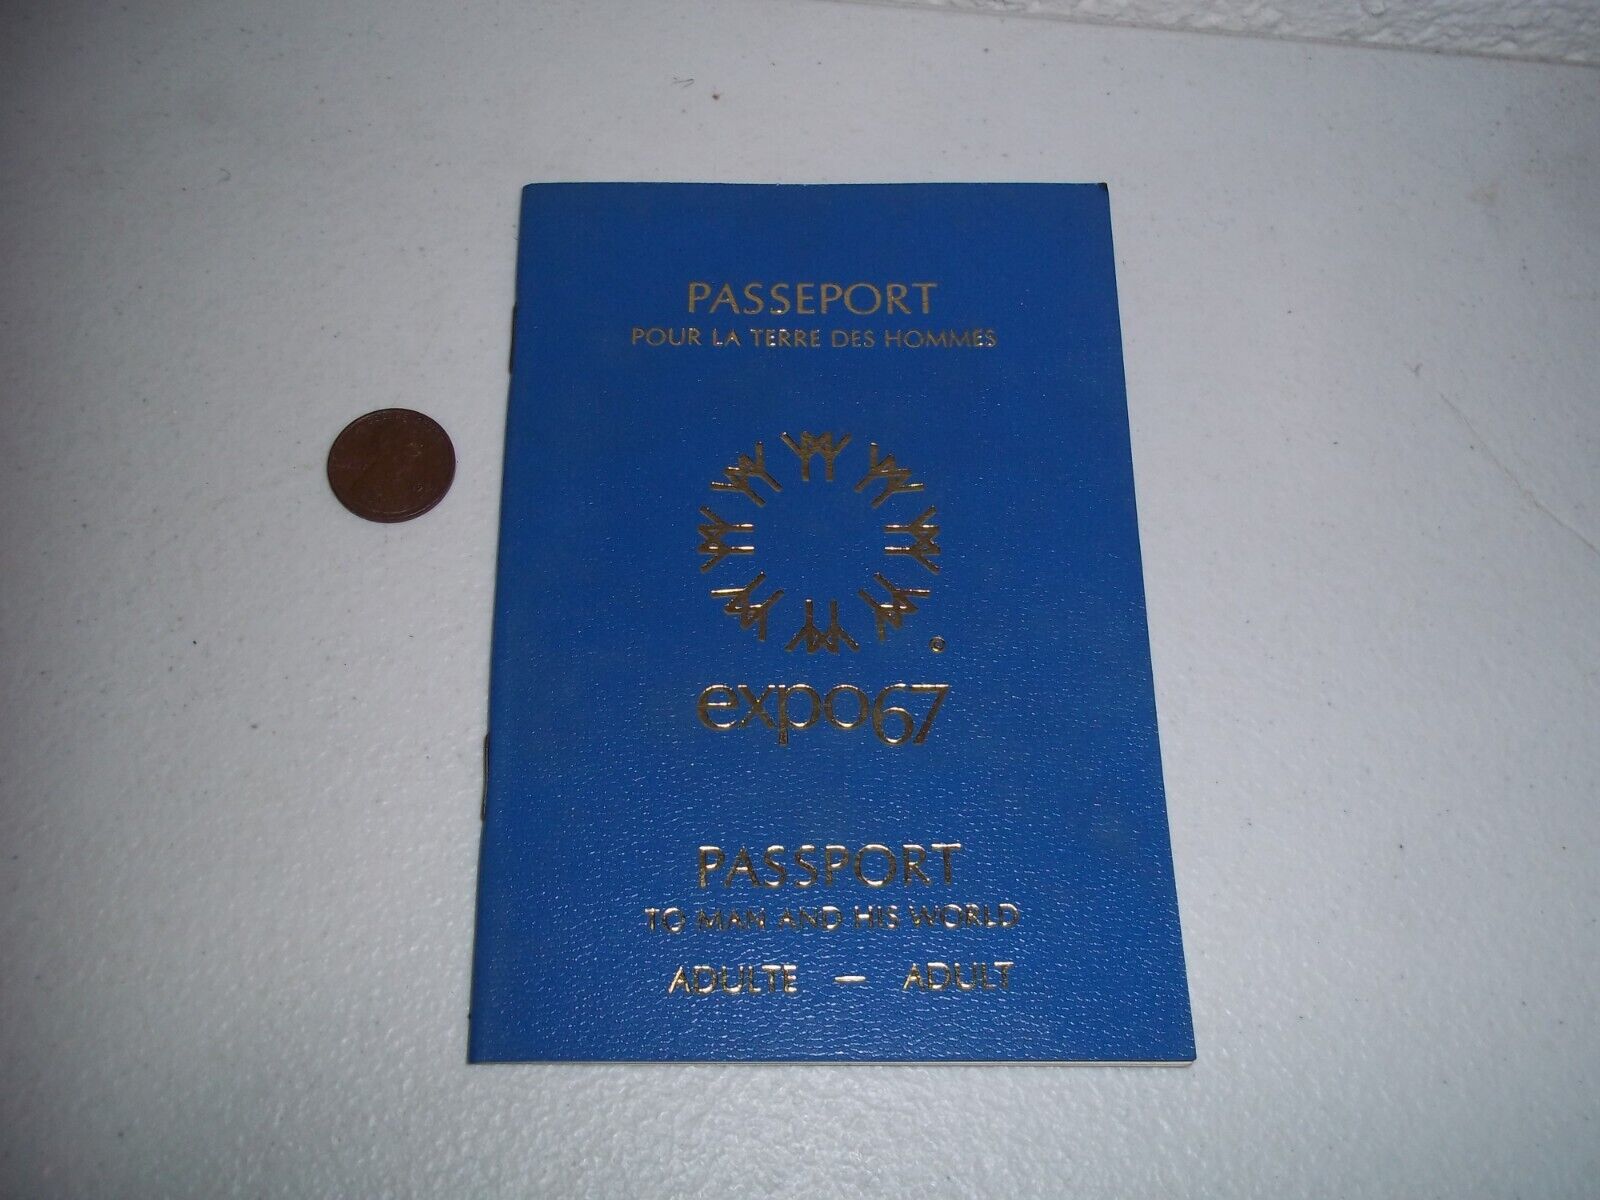 PASSEPORT
POUR LA TERRE DES HOMMES
©
expo67
PASSPORT
TO MAN AND HIS WORLD
ADULTE — ADULT